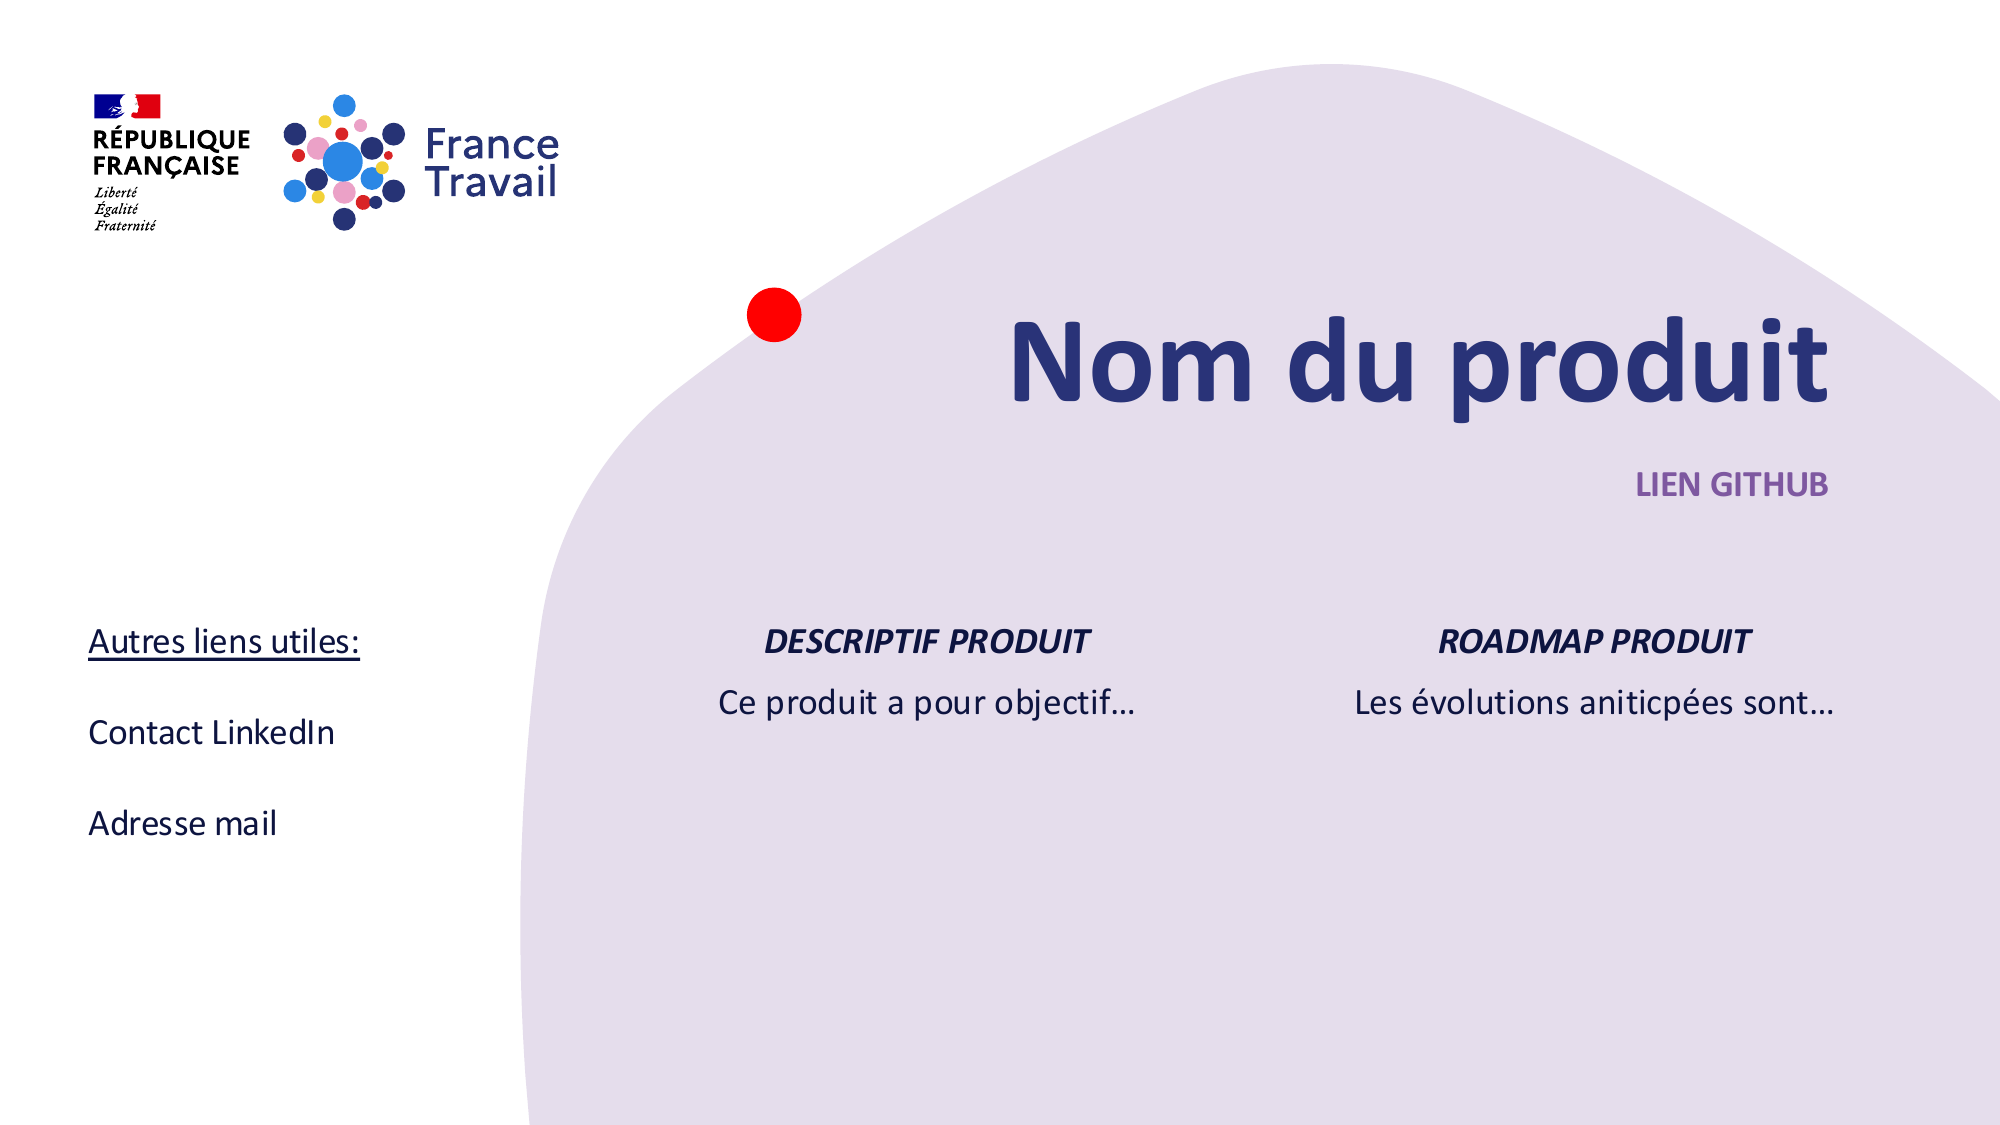 RÉPUBLIQUE
FRANÇAISE
Liberté
Égalité
Fraternité
France
Travail
Nom du produit
LIEN GITHUB
Autres liens utiles:
Contact LinkedIn
Adresse mail
DESCRIPTIF PRODUIT
Ce produit a pour objectif…
ROADMAP PRODUIT
Les évolutions aniticpées sont…